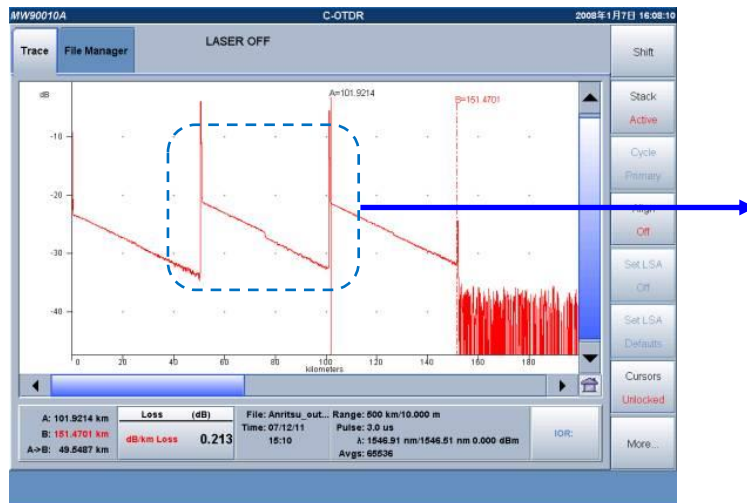 MW90010A C-OTDR 2008年1月7日 16:08:10
Trace File Manager LASER OFF
Shift
dB
A=101.9214
B=151.4701
Stack
Active
-10
Cycle
Primary
-20
Align
Off
-30
Set LSA
Off
-40
Set LSA
Defaults
0 20 40 60 80 100 120 140 160 180
kilometers
Cursors
Unlocked
A: 101.9214 km
B: 151.4701 km
A->B: 49.5487 km
Loss (dB)
dB/km Loss 0.213
File: Anritsu_out...
Time: 07/12/11
15:10
Range: 500 km/10.000 m
Pulse: 3.0 us
λ: 1546.91 nm/1546.51 nm 0.000 dBm
Avgs: 65536
IOR:
More...